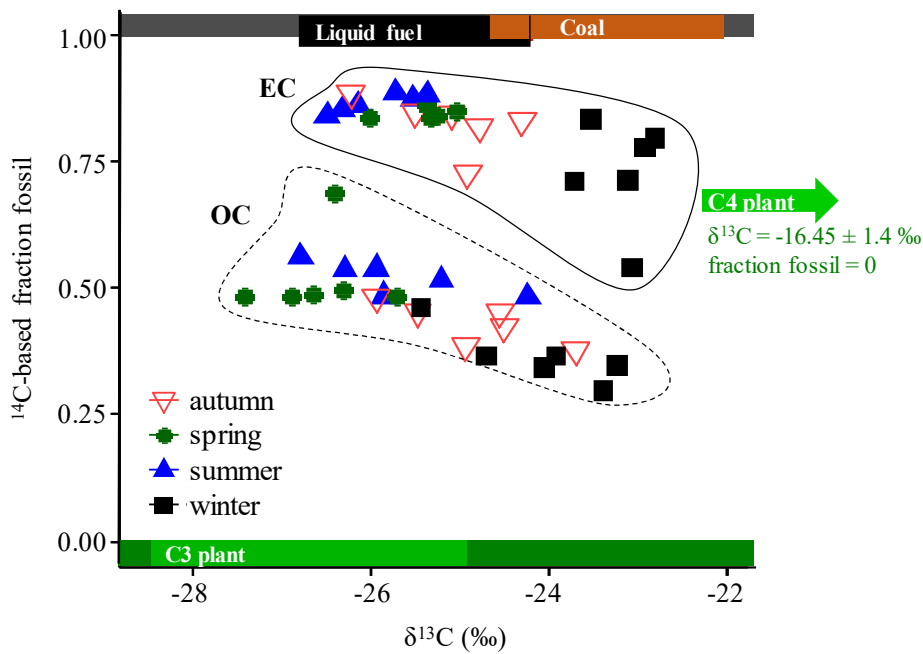 Liquid fuel
Coal
1.00
EC
0.75
C4 plant
OC
δ¹³C = -16.45 ± 1.4 ‰
fraction fossil = 0
0.50
¹⁴C-based fraction fossil
0.25
autumn
spring
summer
winter
0.00
C3 plant
-28
-26
-24
-22
δ¹³C (‰)